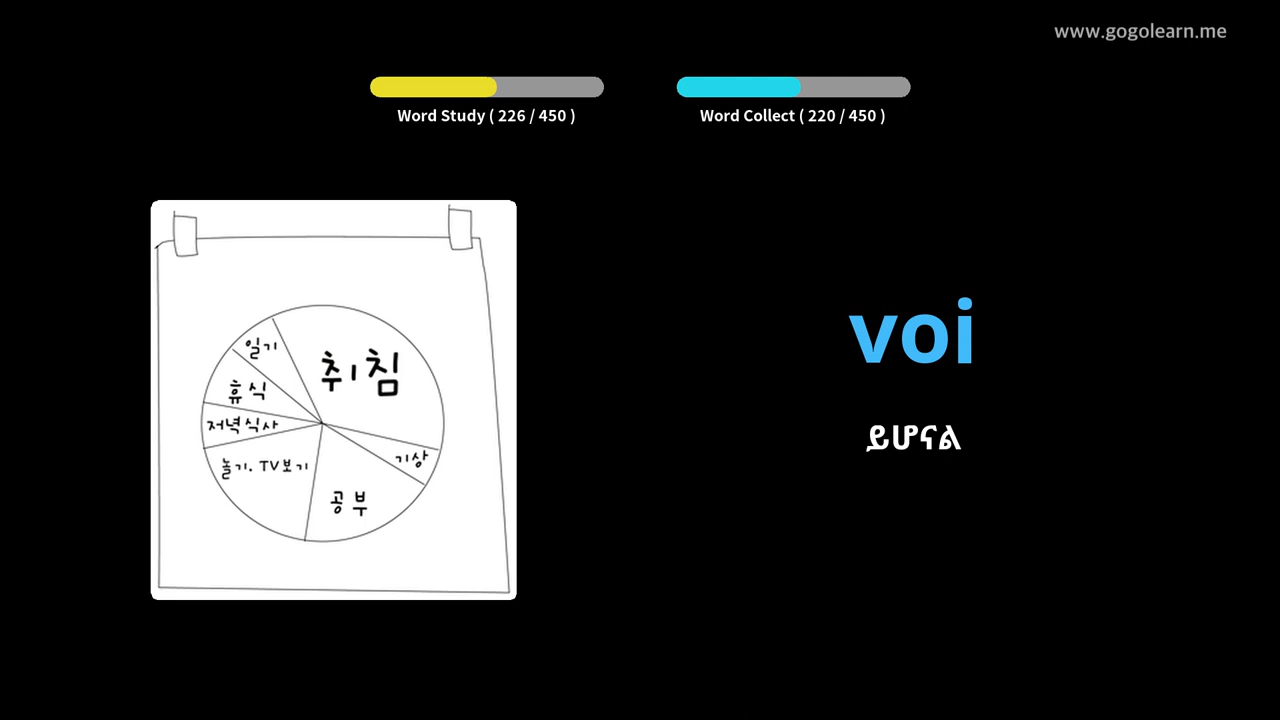 www.gogolearn.me
Word Study ( 226 / 450 )
Word Collect ( 220 / 450 )
일기
취침
휴식
저녁식사
놀기. TV보기
기상
공부
voi
ይሆናል